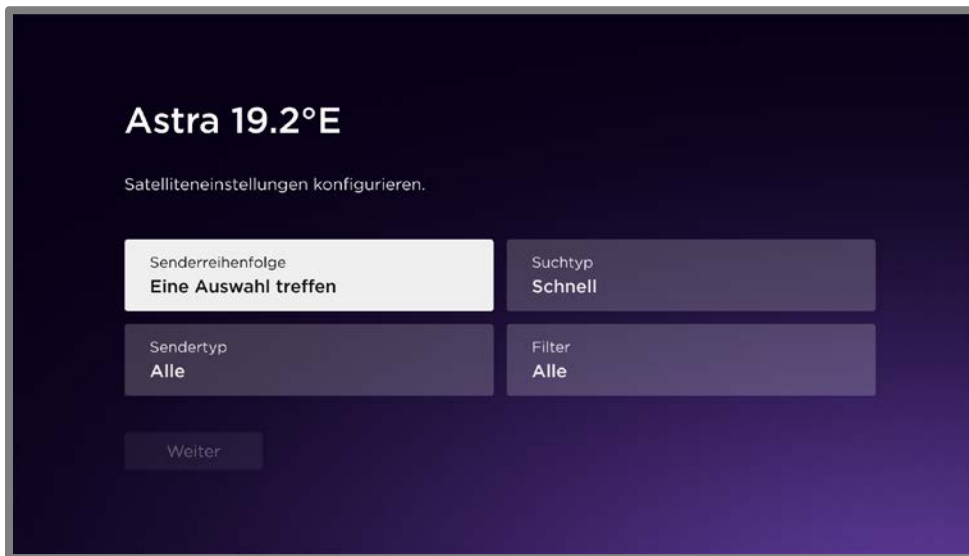 Astra 19.2°E
Satelliteneinstellungen konfigurieren.
Senderreihenfolge
Eine Auswahl treffen
Suchtyp
Schnell
Sendertyp
Alle
Filter
Alle
Weiter